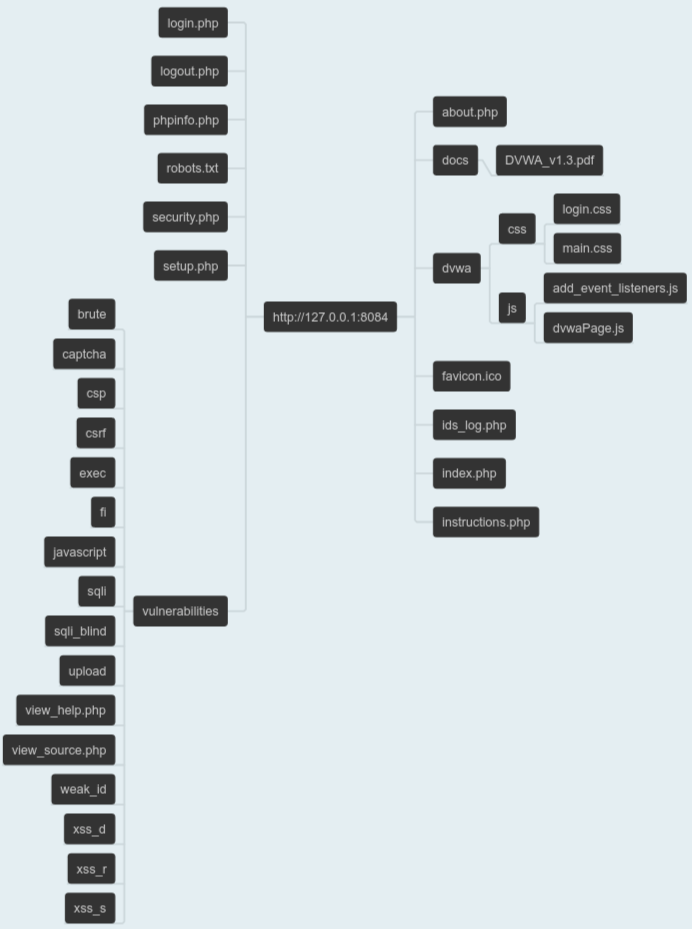 login.php
logout.php
phpinfo.php
robots.txt
security.php
setup.php
brute
captcha
csp
csrf
exec
fi
javascript
sqli
sqli_blind
upload
view_help.php
view_source.php
weak_id
xss_d
xss_r
xss_s
vulnerabilities
http://127.0.0.1:8084
about.php
docs
DVWA_v1.3.pdf
dvwa
css
login.css
main.css
js
add_event_listeners.js
dvwaPage.js
favicon.ico
ids_log.php
index.php
instructions.php